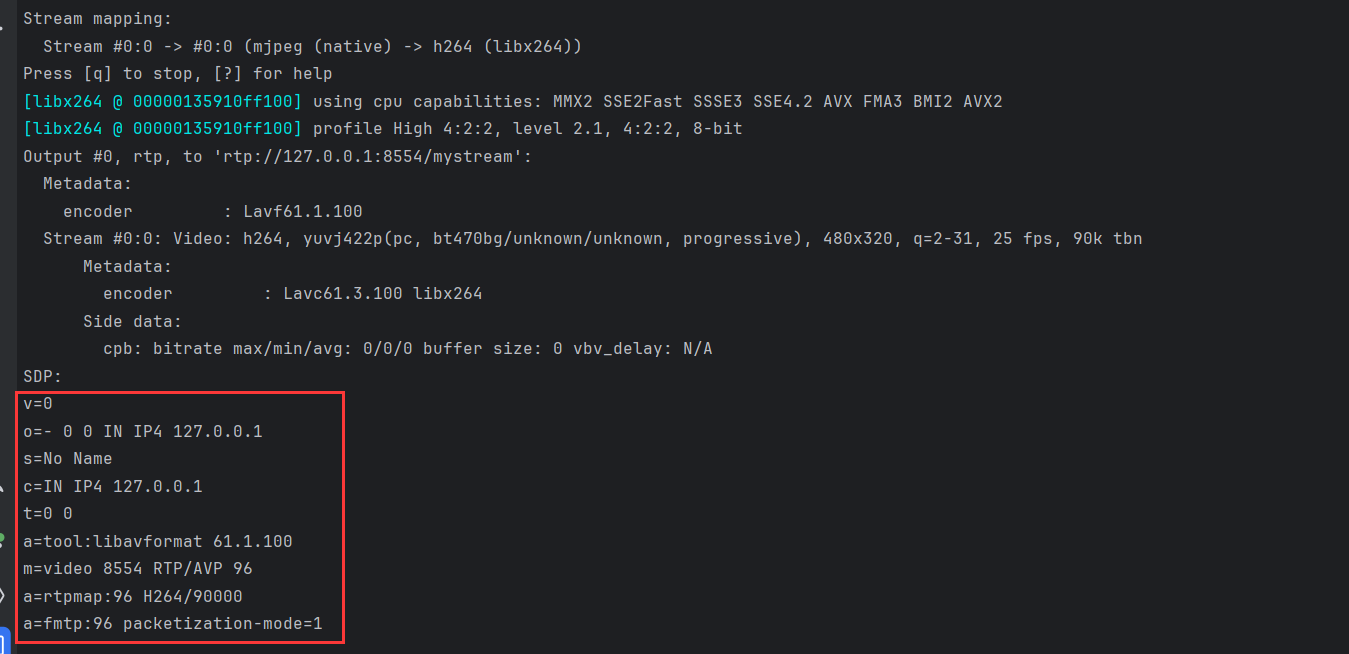 Stream mapping:
  Stream #0:0 -> #0:0 (mjpeg (native) -> h264 (libx264))
Press [q] to stop, [?] for help
[libx264 @ 00000135910ff100] using cpu capabilities: MMX2 SSE2Fast SSSE3 SSE4.2 AVX FMA3 BMI2 AVX2
[libx264 @ 00000135910ff100] profile High 4:2:2, level 2.1, 4:2:2, 8-bit
Output #0, rtp, to 'rtp://127.0.0.1:8554/mystream':
  Metadata:
    encoder         : Lavf61.1.100
  Stream #0:0: Video: h264, yuvj422p(pc, bt470bg/unknown/unknown, progressive), 480x320, q=2-31, 25 fps, 90k tbn
      Metadata:
        encoder         : Lavc61.3.100 libx264
      Side data:
        cpb: bitrate max/min/avg: 0/0/0 buffer size: 0 vbv_delay: N/A
SDP:
v=0
o=- 0 0 IN IP4 127.0.0.1
s=No Name
c=IN IP4 127.0.0.1
t=0 0
a=tool:libavformat 61.1.100
m=video 8554 RTP/AVP 96
a=rtpmap:96 H264/90000
a=fmtp:96 packetization-mode=1